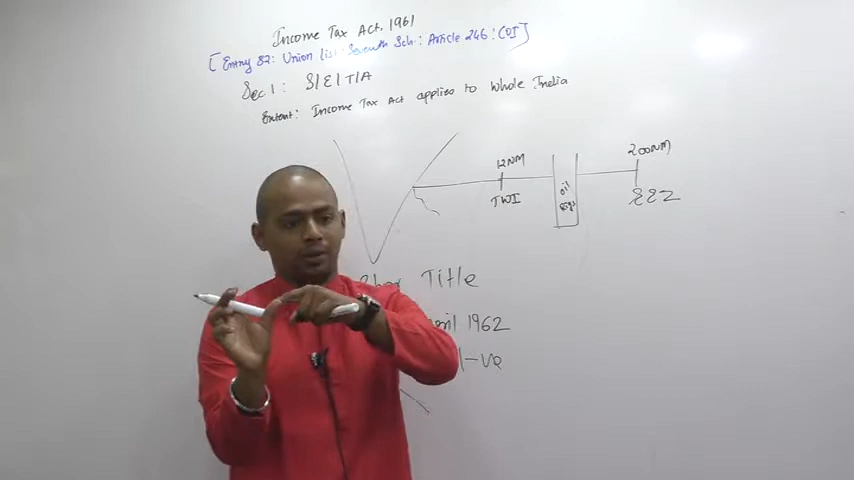 Income Tax Act, 1961
[Entry 82: Union list: Seventh Sch: Article 246: COI]
Sec 1: S/E/T/A
Extent: Income Tax Act applies to whole India
12NM
200NM
TWI
Oil
Rigs
EEZ
Title
1962